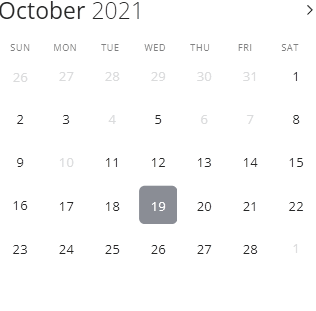 October 2021
SUN MON TUE WED THU FRI SAT
26 27 28 29 30 31 1
2 3 4 5 6 7 8
9 10 11 12 13 14 15
16 17 18 19 20 21 22
23 24 25 26 27 28 1